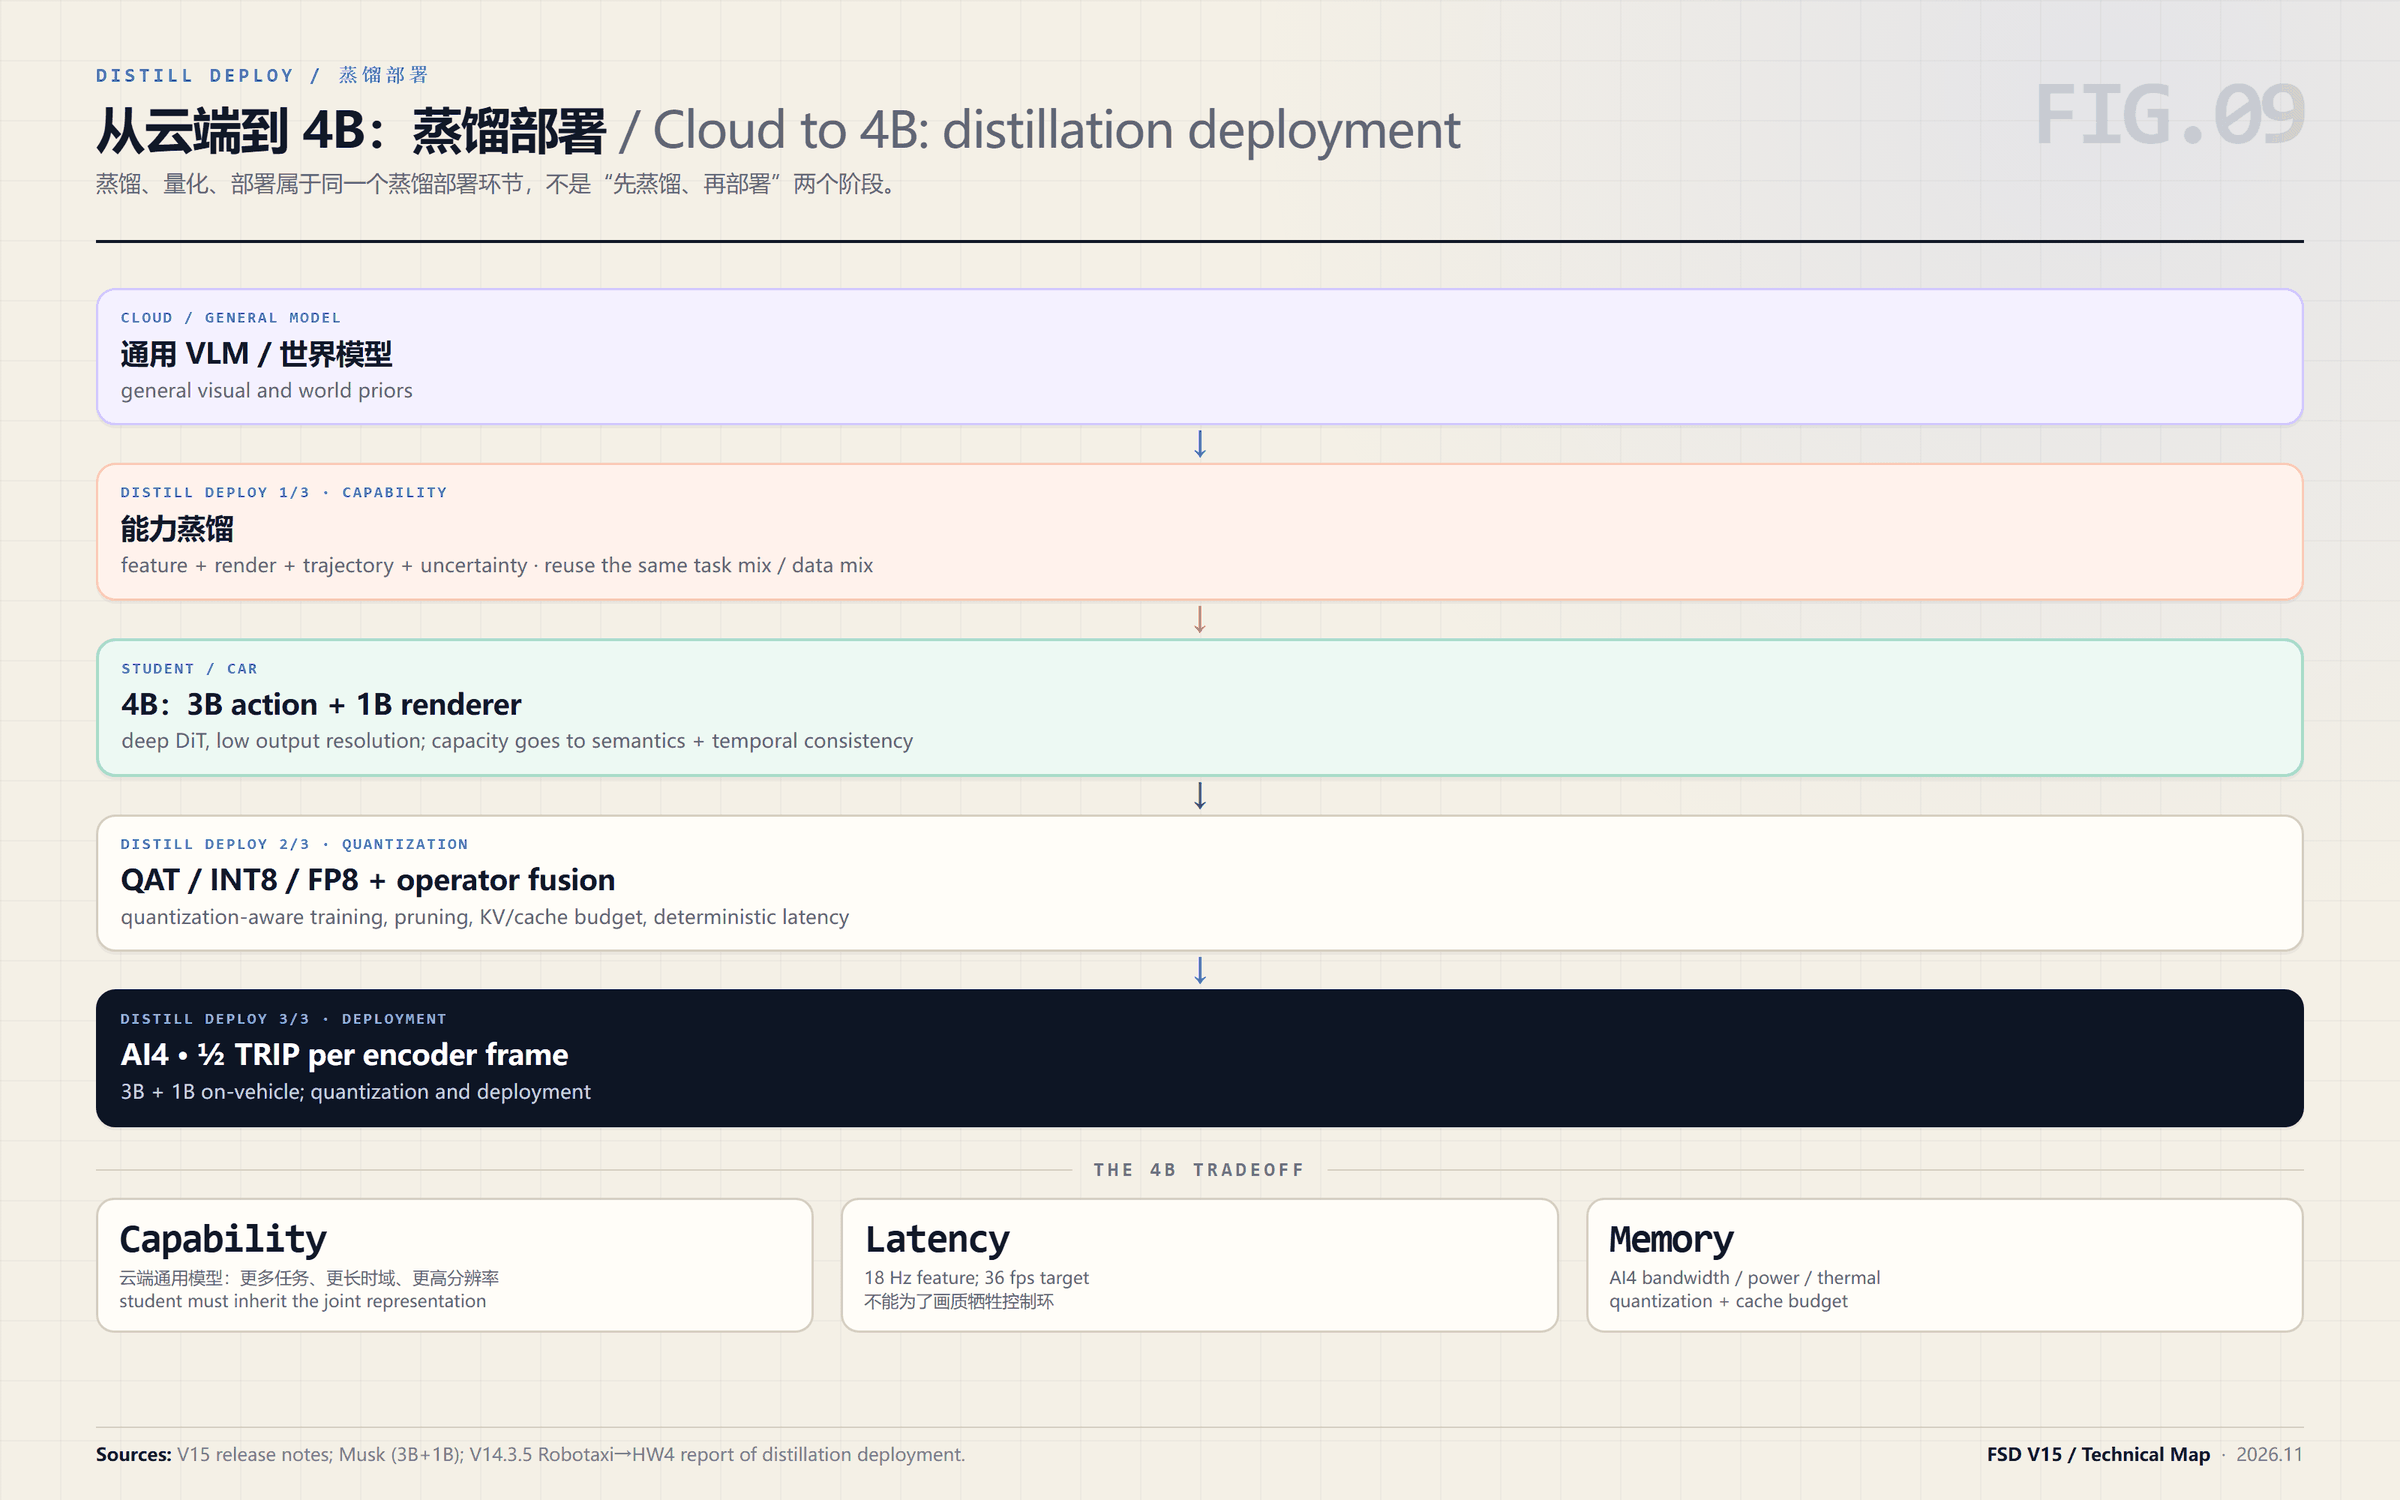 DISTILL DEPLOY / 蒸馏部署
FIG.09
从云端到 4B：蒸馏部署 / Cloud to 4B: distillation deployment
蒸馏、量化、部署属于同一个蒸馏部署环节，不是“先蒸馏、再部署”两个阶段。
CLOUD / GENERAL MODEL
通用 VLM / 世界模型
general visual and world priors
↓
DISTILL DEPLOY 1/3 · CAPABILITY
能力蒸馏
feature + render + trajectory + uncertainty · reuse the same task mix / data mix
↓
STUDENT / CAR
4B：3B action + 1B renderer
deep DiT, low output resolution; capacity goes to semantics + temporal consistency
↓
DISTILL DEPLOY 2/3 · QUANTIZATION
QAT / INT8 / FP8 + operator fusion
quantization-aware training, pruning, KV/cache budget, deterministic latency
↓
DISTILL DEPLOY 3/3 · DEPLOYMENT
AI4 • ½ TRIP per encoder frame
3B + 1B on-vehicle; quantization and deployment
THE 4B TRADEOFF
Capability
云端通用模型：更多任务、更长时域、更高分辨率
student must inherit the joint representation
Latency
18 Hz feature; 36 fps target
不能为了画质牺牲控制环
Memory
AI4 bandwidth / power / thermal
quantization + cache budget
Sources: V15 release notes; Musk (3B+1B); V14.3.5 Robotaxi→HW4 report of distillation deployment.
FSD V15 / Technical Map · 2026.11